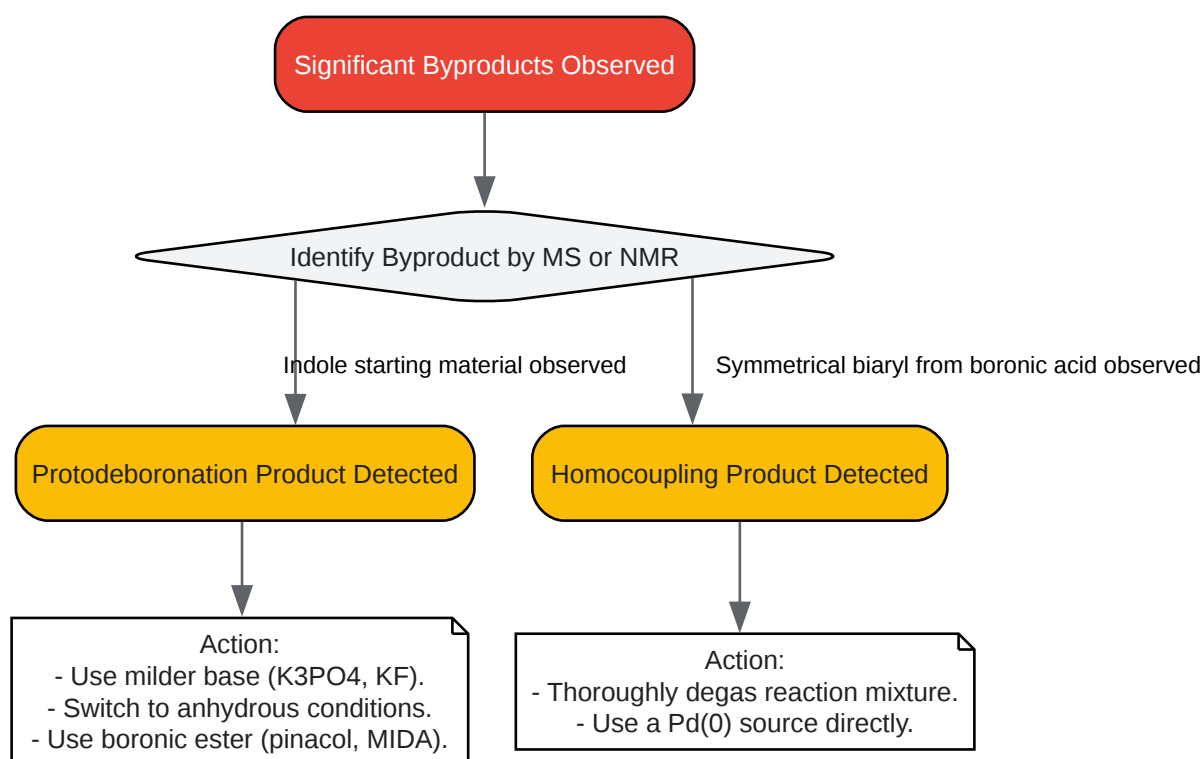 Significant Byproducts Observed
Identify Byproduct by MS or NMR
Indole starting material observed
Symmetrical biaryl from boronic acid observed
Protodeboronation Product Detected
Homocoupling Product Detected
Action:
- Use milder base (K3PO4, KF).
- Switch to anhydrous conditions.
- Use boronic ester (pinacol, MIDA).
Action:
- Thoroughly degas reaction mixture.
- Use a Pd(0) source directly.